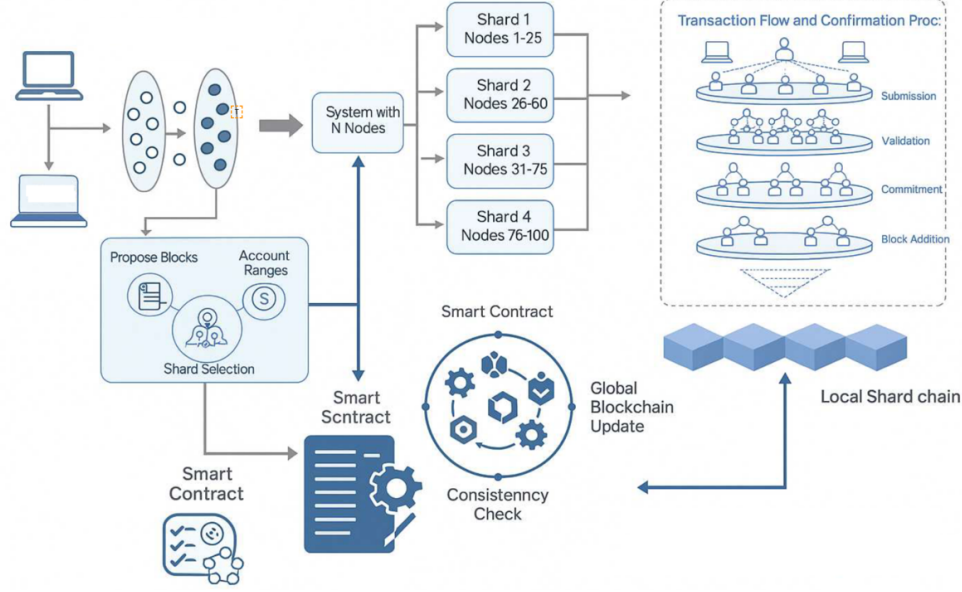 Shard 1
Nodes 1-25
Shard 2
Nodes 26-60
Shard 3
Nodes 31-75
Shard 4
Nodes 76-100
System with
N Nodes
T
Transaction Flow and Confirmation Proc:
Submission
Validation
Commitment
Block Addition
Propose Blocks
Account
Ranges
S
Shard Selection
Smart Contract
Smart
Scntract
Global
Blockchain
Update
Local Shard chain
Smart
Contract
Consistenncy
Check